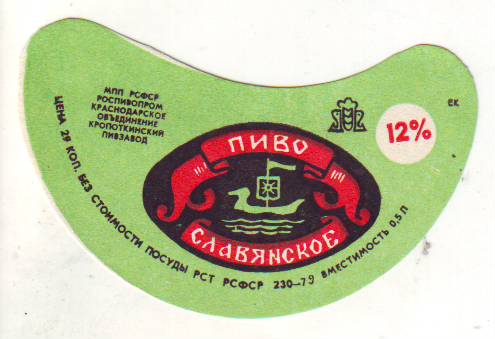 МПП РСФСР
РОСПИВОПРОМ
КРАСНОДАРСКОЕ
ОБЪЕДИНЕНИЕ
КРОПОТКИНСКИЙ
ПИВЗАВОД
ЕК
12%
ПИВО
СЛАВЯНСКОЕ
ЦЕНА 29 КОП. БЕЗ СТОИМОСТИ ПОСУДЫ РСТ РСФСР 230—79 ВМЕСТИМОСТЬ 0,5 Л